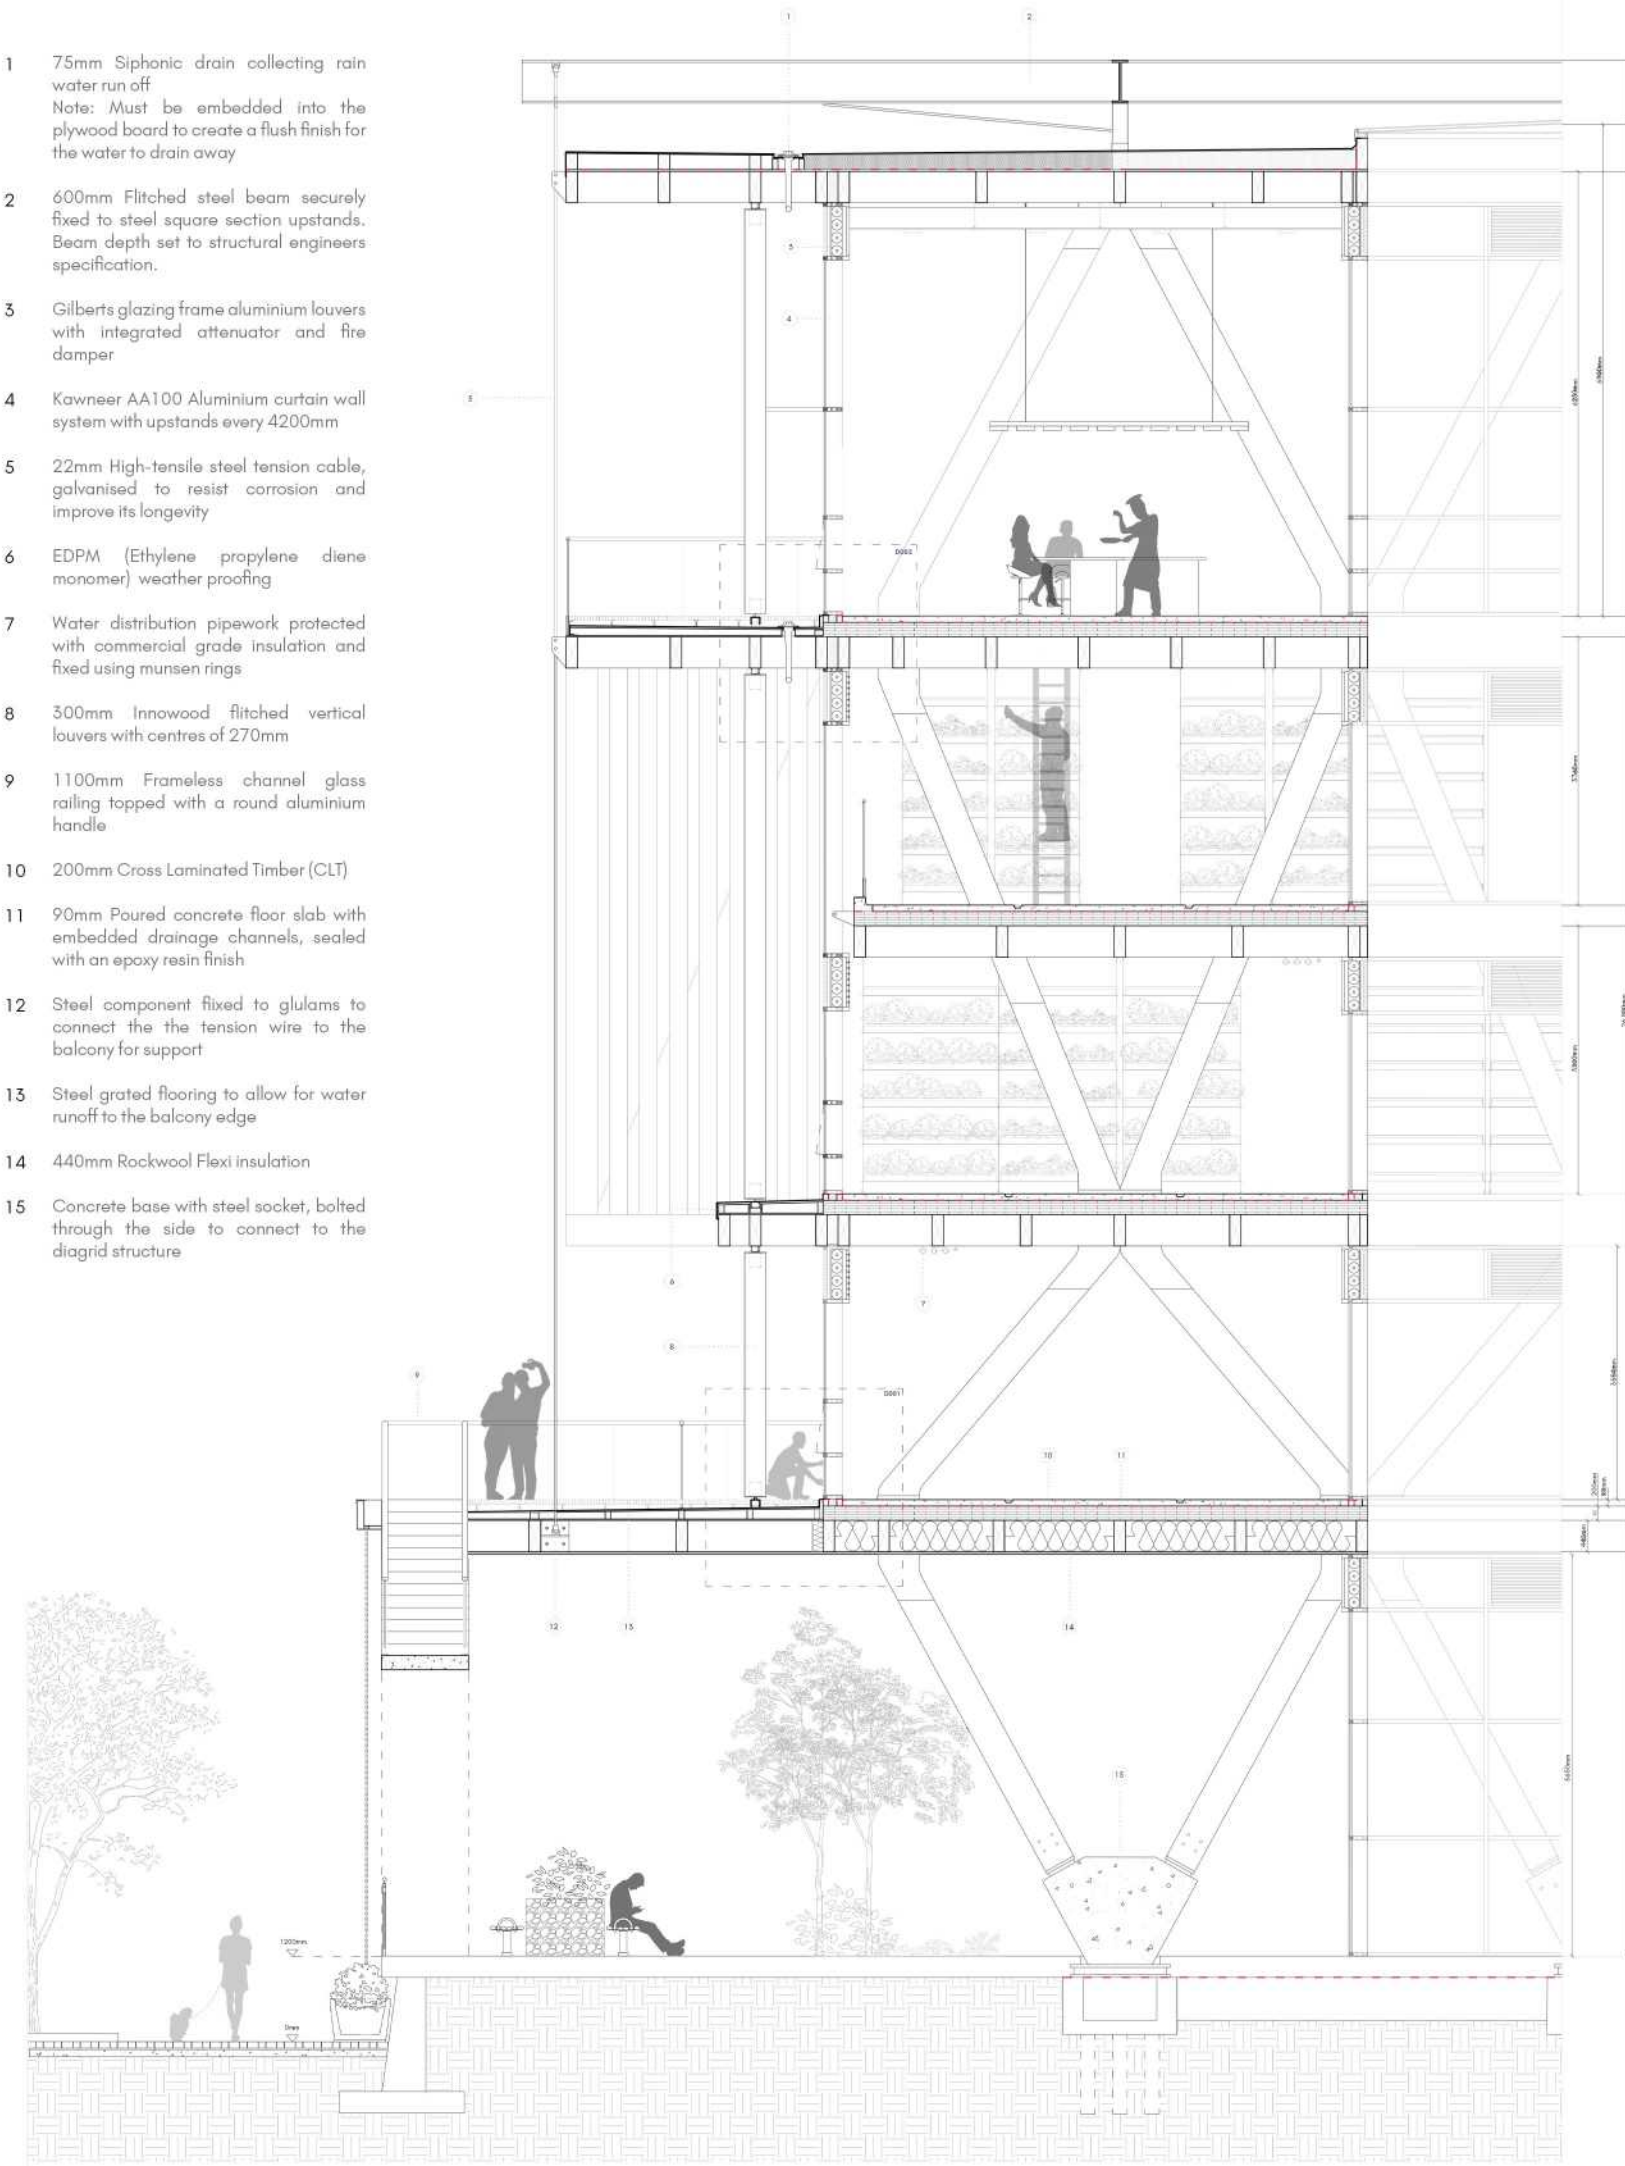 1 75mm Siphonic drain collecting rain
water run off
Note: Must be embedded into the
plywood board to create a flush finish for
the water to drain away
2 600mm Flitched steel beam securely
fixed to steel square section upstands.
Beam depth set to structural engineers
specification.
3 Gilberts glazing frame aluminium louvers
with integrated attenuator and fire
damper
4 Kawneer AA100 Aluminium curtain wall
system with upstands every 4200mm
5 22mm High-tensile steel tension cable,
galvanised to resist corrosion and
improve its longevity
6 EDPM (Ethylene propylene diene
monomer) weather proofing
7 Water distribution pipework protected
with commercial grade insulation and
fixed using munsen rings
8 300mm Innowood flitched vertical
louvers with centres of 270mm
9 1100mm Frameless channel glass
railing topped with a round aluminium
handle
10 200mm Cross Laminated Timber (CLT)
11 90mm Poured concrete floor slab with
embedded drainage channels, sealed
with an epoxy resin finish
12 Steel component fiixed to glulams to
connect the the tension wire to the
balcony for support
13 Steel grated flooring to allow for water
runoff to the balcony edge
14 440mm Rockwool Flexi insulation
15 Concrete base with steel socket, bolted
through the side to connect to the
diagrid structure
1
2
4
6
7
8
9
10
11
12
13
14
15
1200mm
0mm